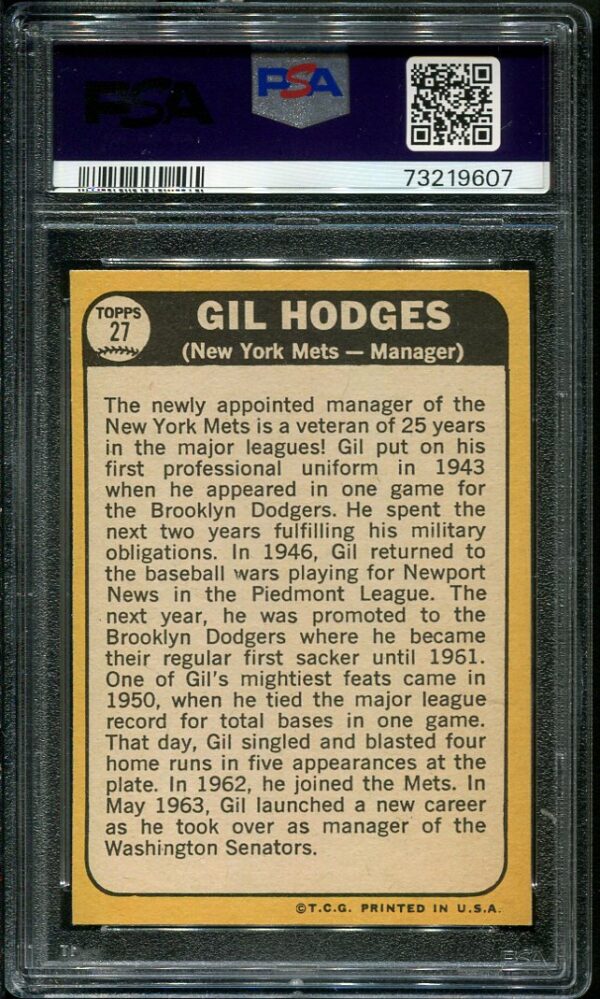 PSA
PSA
73219607
TOPPS
27
GIL HODGES
(New York Mets — Manager)
The newly appointed manager of the
New York Mets is a veteran of 25 years
in the major leagues! Gil put on his
first professional uniform in 1943
when he appeared in one game for
the Brooklyn Dodgers. He spent the
next two years fulfilling his military
obligations. In 1946, Gil returned to
the baseball wars playing for Newport
News in the Piedmont League. The
next year, he was promoted to the
Brooklyn Dodgers where he became
their regular first sacker until 1961.
One of Gil's mightiest feats came in
1950, when he tied the major league
record for total bases in one game.
That day, Gil singled and blasted four
home runs in five appearances at the
plate. In 1962, he joined the Mets. In
May 1963, Gil launched a new career
as he took over as manager of the
Washington Senators.
©T.C.G. PRINTED IN U.S.A.
PSA